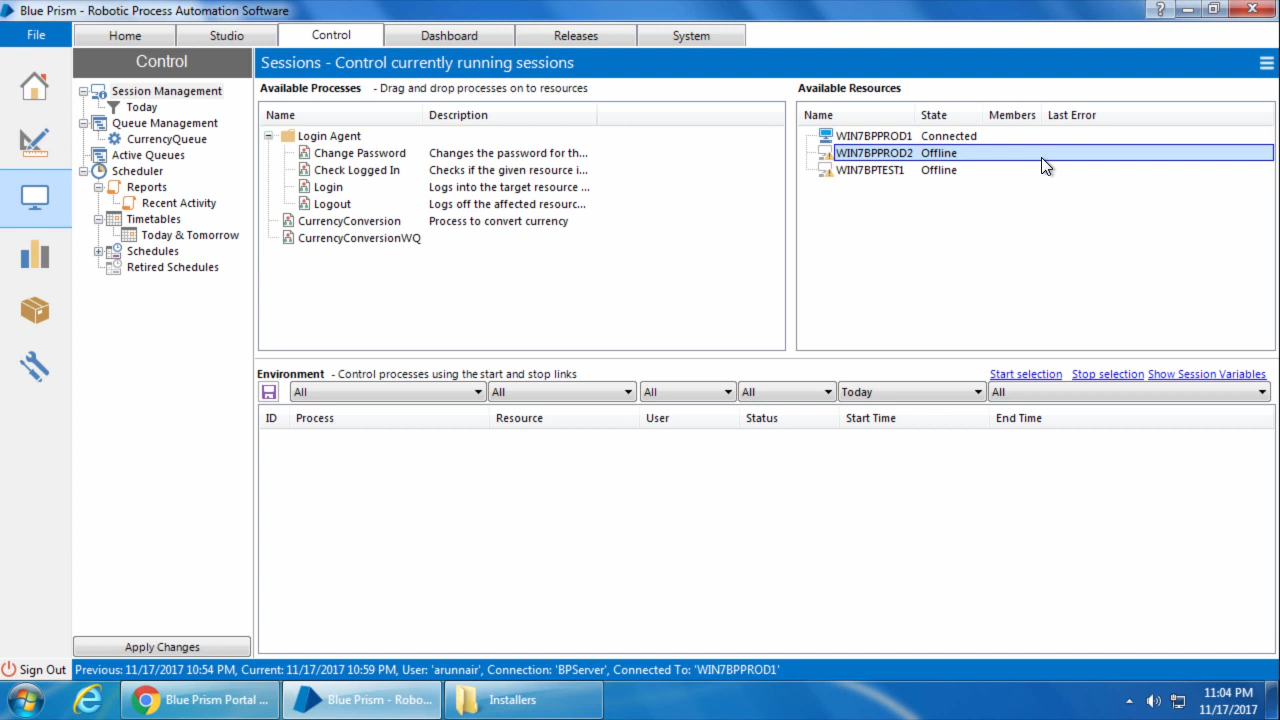 Blue Prism - Robotic Process Automation Software
File
Home
Studio
Control
Dashboard
Releases
System
Control
Session Management
Today
Queue Management
CurrencyQueue
Active Queues
Scheduler
Reports
Recent Activity
Timetables
Today & Tomorrow
Schedules
Retired Schedules
Apply Changes
Sessions - Control currently running sessions
Available Processes - Drag and drop processes on to resources
Name Description
Login Agent
Change Password Changes the password for th...
Check Logged In Checks if the given resource i...
Login Logs into the target resource ...
Logout Logs off the affected resourc...
CurrencyConversion Process to convert currency
CurrencyConversionWQ
Available Resources
Name State Members Last Error
WIN7BPPROD1 Connected
WIN7BPPROD2 Offline
WIN7BPTEST1 Offline
Environment - Control processes using the start and stop links
Start selection Stop selection Show Session Variables
All All All All Today All
ID Process Resource User Status Start Time End Time
Sign Out
Previous: 11/17/2017 10:54 PM, Current: 11/17/2017 10:59 PM, User: 'arunnair', Connection: 'BPServer', Connected To: 'WIN7BPPROD1'
Blue Prism Portal ...
Blue Prism - Robo...
Installers
11:04 PM
11/17/2017